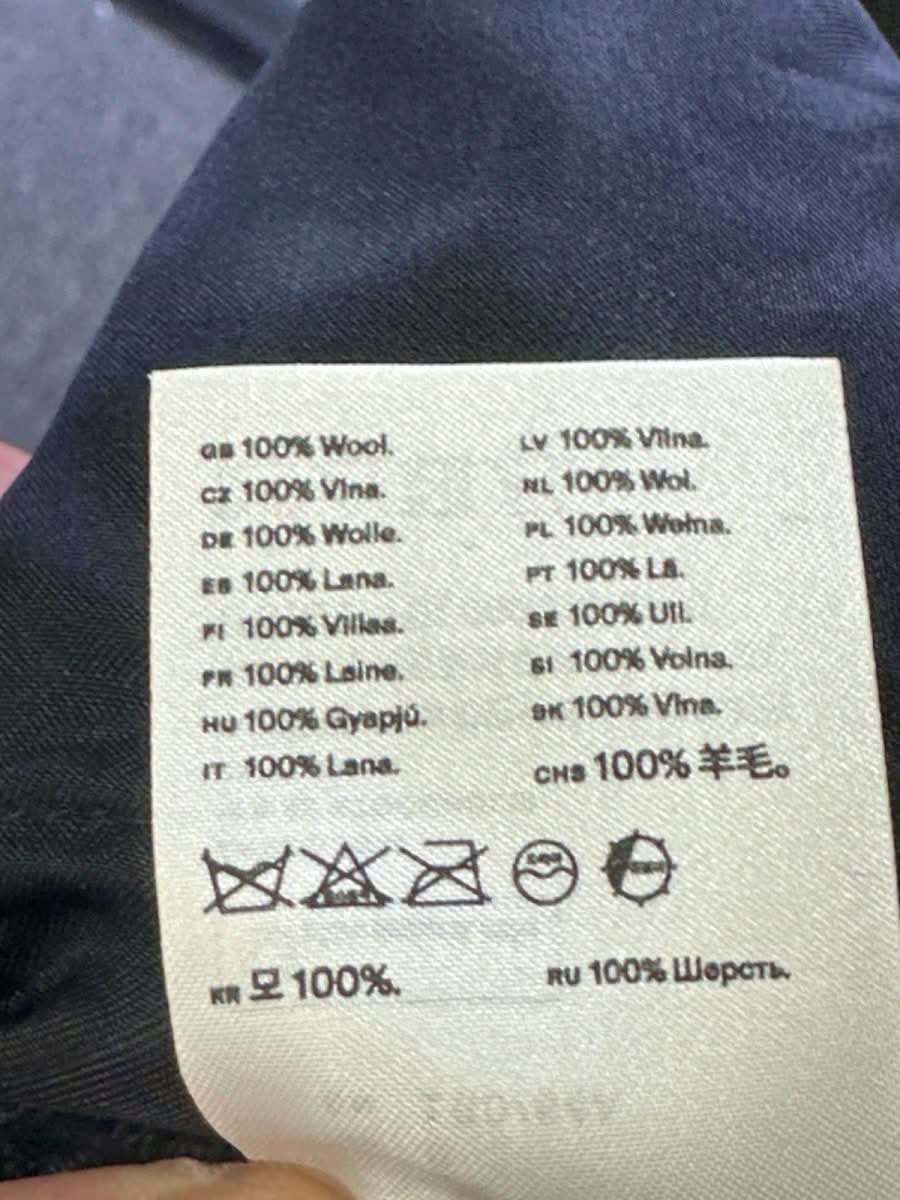 GB 100% Wool.
CZ 100% Vlna.
DE 100% Wolle.
ES 100% Lana.
FI 100% Villaa.
FR 100% Laine.
HU 100% Gyapjú.
IT 100% Lana.
LV 100% Vilna.
NL 100% Wol.
PL 100% Wełna.
PT 100% Lã.
SE 100% Ull.
SI 100% Volna.
SK 100% Vlna.
CHS 100% 羊毛。
KR 모 100%.
RU 100% Шерсть.